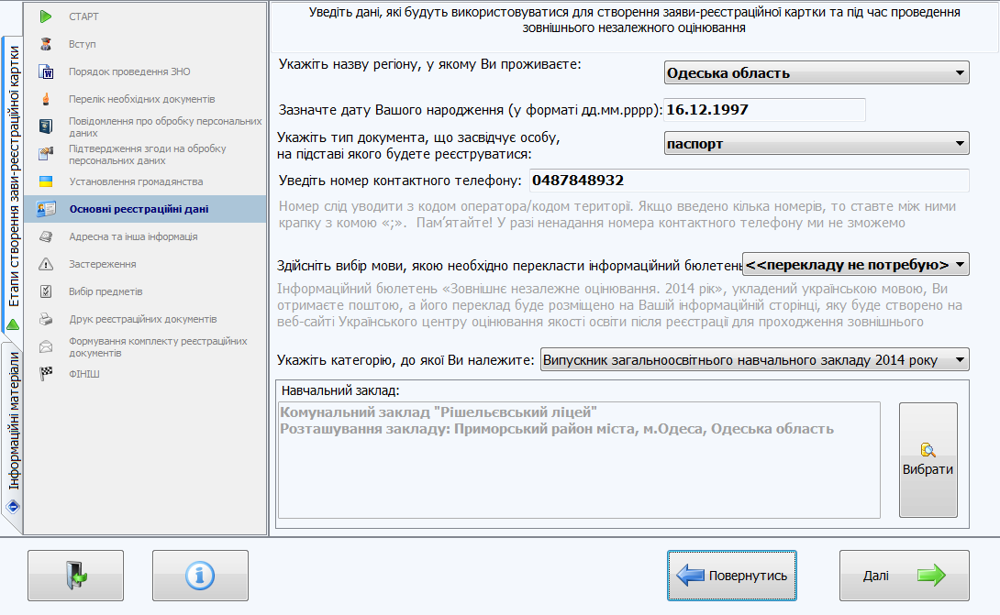 Етапи створення зави-реєстраційної картки
Інформаційні матеріали
СТАРТ
Вступ
Порядок проведення ЗНО
Перелік необхідних документів
Повідомлення про обробку персональних
даних
Підтвердження згоди на обробку
персональних даних
Установлення громадянства
Основні реєстраційні дані
Адресна та інша інформація
Застереження
Вибір предметів
Друк реєстраційних документів
Формування комплекту реєстраційних
документів
ФІНІШ
Уведіть дані, які будуть використовуватися для створення заяви-реєстраційної картки та під час проведення
зовнішнього незалежного оцінювання
Укажіть назву регіону, у якому Ви проживаєте:
Одеська область
Зазначте дату Вашого народження (у форматі дд.мм.рррр):
16.12.1997
Укажіть тип документа, що засвідчує особу,
на підставі якого будете реєструватися:
паспорт
Уведіть номер контактного телефону:
0487848932
Номер слід уводити з кодом оператора/кодом території. Якщо введено кілька номерів, то ставте між ними
крапку з комою «;». Пам’ятайте! У разі ненадання номера контактного телефону ми не зможемо
Здійсніть вибір мови, якою необхідно перекласти інформаційний бюлетень
<<перекладу не потребую>
Інформаційний бюлетень «Зовнішнє незалежне оцінювання. 2014 рік», укладений українською мовою, Ви
отримаєте поштою, а його переклад буде розміщено на Вашій інформаційній сторінці, яку буде створено на
веб-сайті Українського центру оцінювання якості освіти після реєстрації для проходження зовнішнього
Укажіть категорію, до якої Ви належите:
Випускник загальноосвітнього навчального закладу 2014 року
Навчальний заклад:
Комунальний заклад "Рішельєвський ліцей"
Розташування закладу: Приморський район міста, м.Одеса, Одеська область
Вибрати
Повернутись
Далі